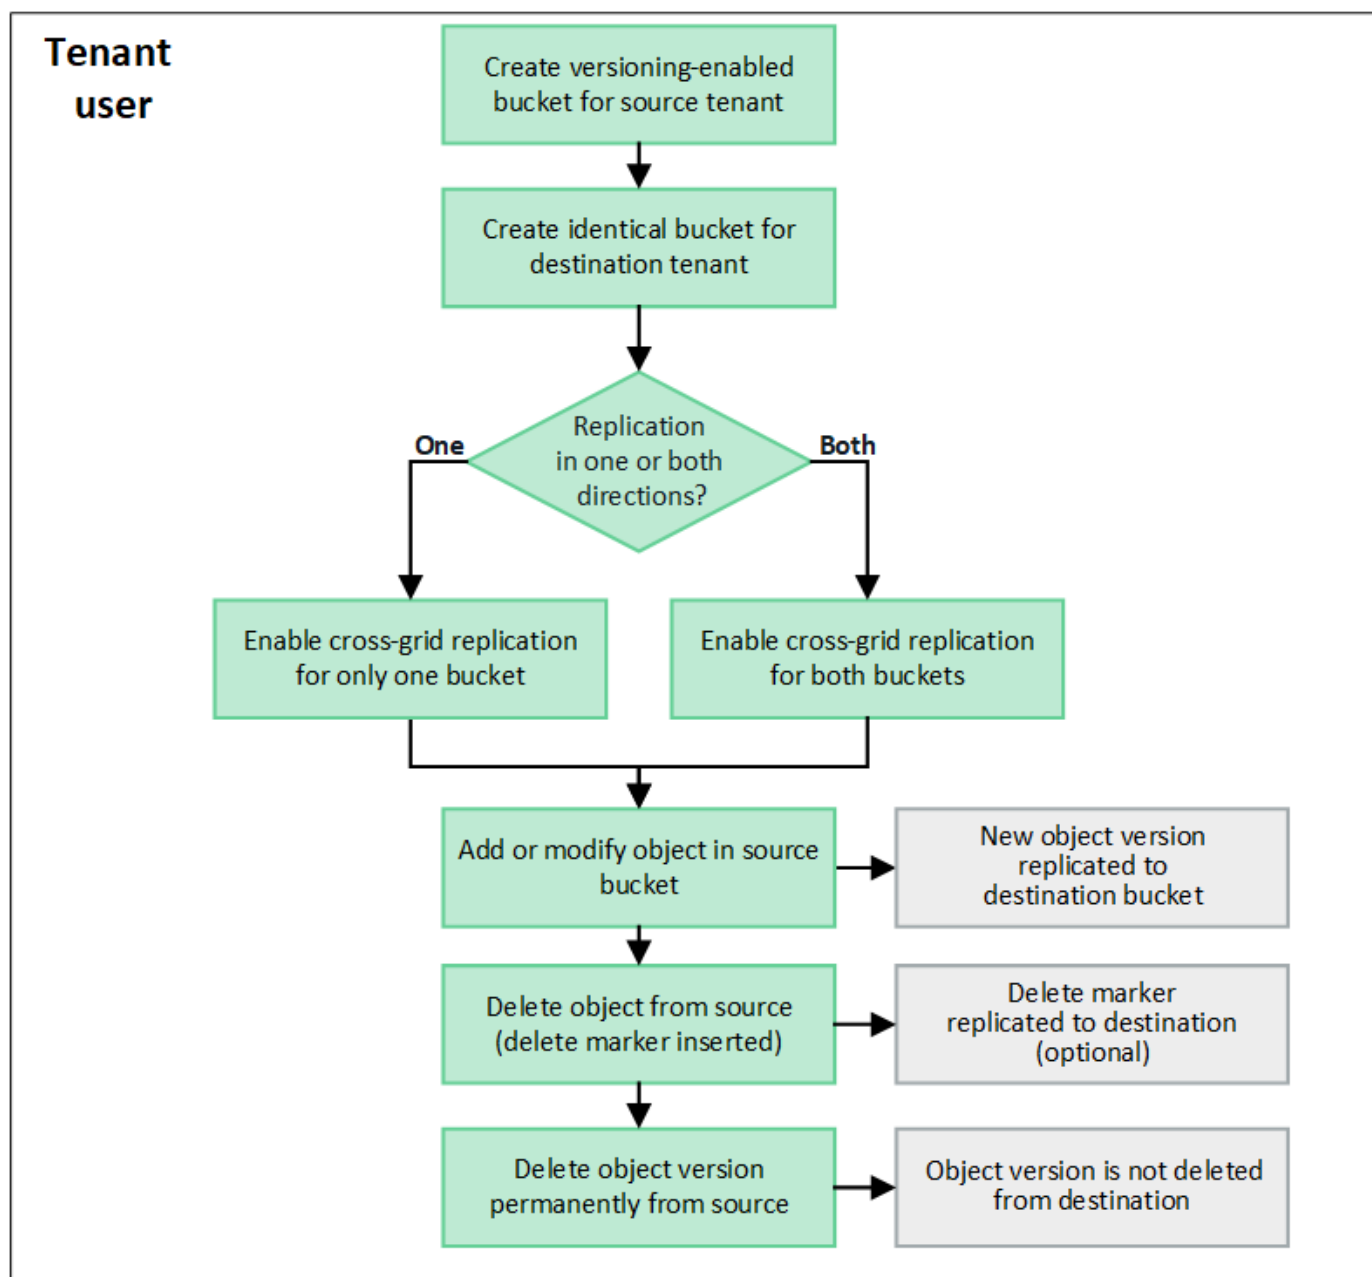 Tenant
user
Create versioning-enabled
bucket for source tenant
Create identical bucket for
destination tenant
Replication
in one or both
directions?
One
Both
Enable cross-grid replication
for only one bucket
Enable cross-grid replication
for both buckets
Add or modify object in source
bucket
New object version
replicated to
destination bucket
Delete object from source
(delete marker inserted)
Delete marker
replicated to destination
(optional)
Delete object version
permanently from source
Object version is not deleted
from destination